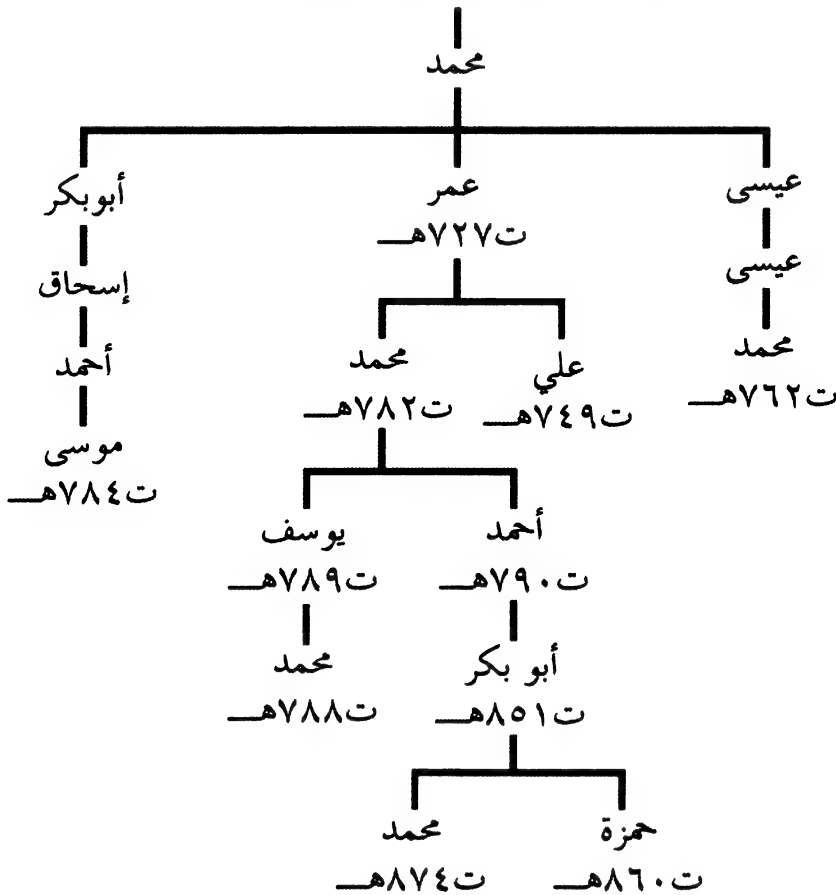 محمد
عيسى عمر أبوبكر
ت٧٢٧هـ
عيسى إسحاق
محمد علي محمد أحمد
ت٧٦٢هـ ت٧٤٩هـ ت٧٨٢هـ
موسى
ت٧٨٤هـ
أحمد يوسف
ت٧٩٠هـ ت٧٨٩هـ
أبو بكر محمد
ت٨٥١هـ ت٧٨٨هـ
حمزة محمد
ت٨٦٠هـ ت٨٧٤هـ